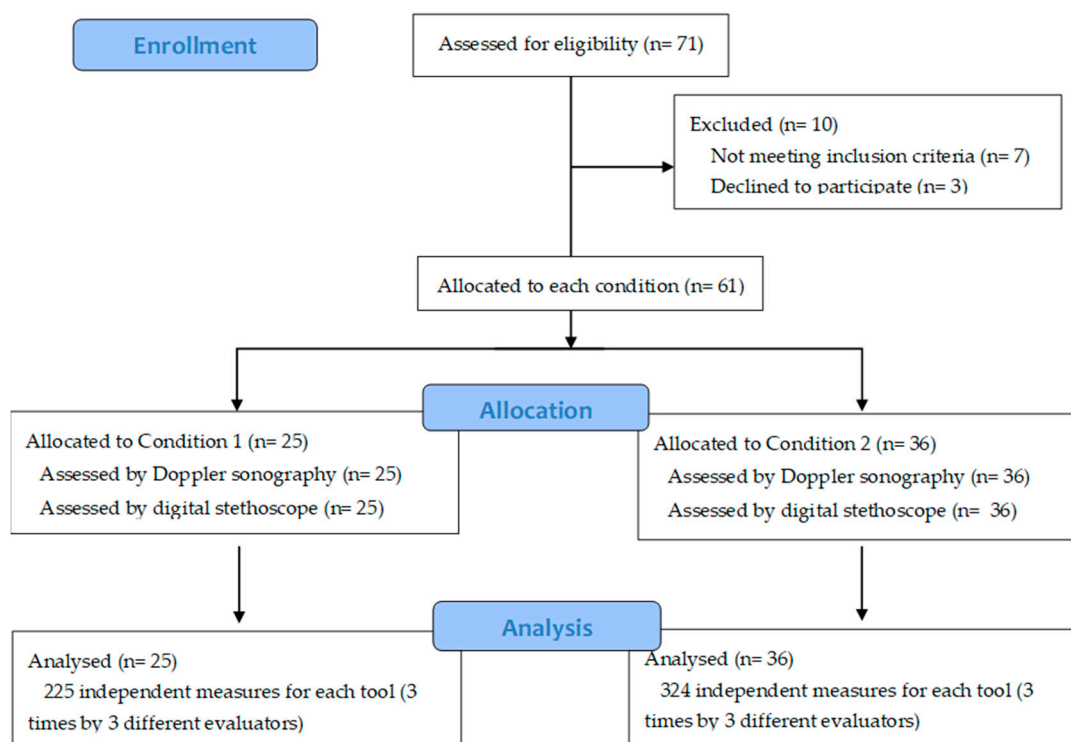 Enrollment
Assessed for eligibility (n= 71)
Excluded (n= 10)
Not meeting inclusion criteria (n= 7)
Declined to participate (n= 3)
Allocated to each condition (n= 61)
Allocation
Allocated to Condition 1 (n= 25)
Assessed by Doppler sonography (n= 25)
Assessed by digital stethoscope (n= 25)
Allocated to Condition 2 (n= 36)
Assessed by Doppler sonography (n= 36)
Assessed by digital stethoscope (n= 36)
Analysis
Analysed (n= 25)
225 independent measures for each tool (3
times by 3 different evaluators)
Analysed (n= 36)
324 independent measures for each tool (3
times by 3 different evaluators)